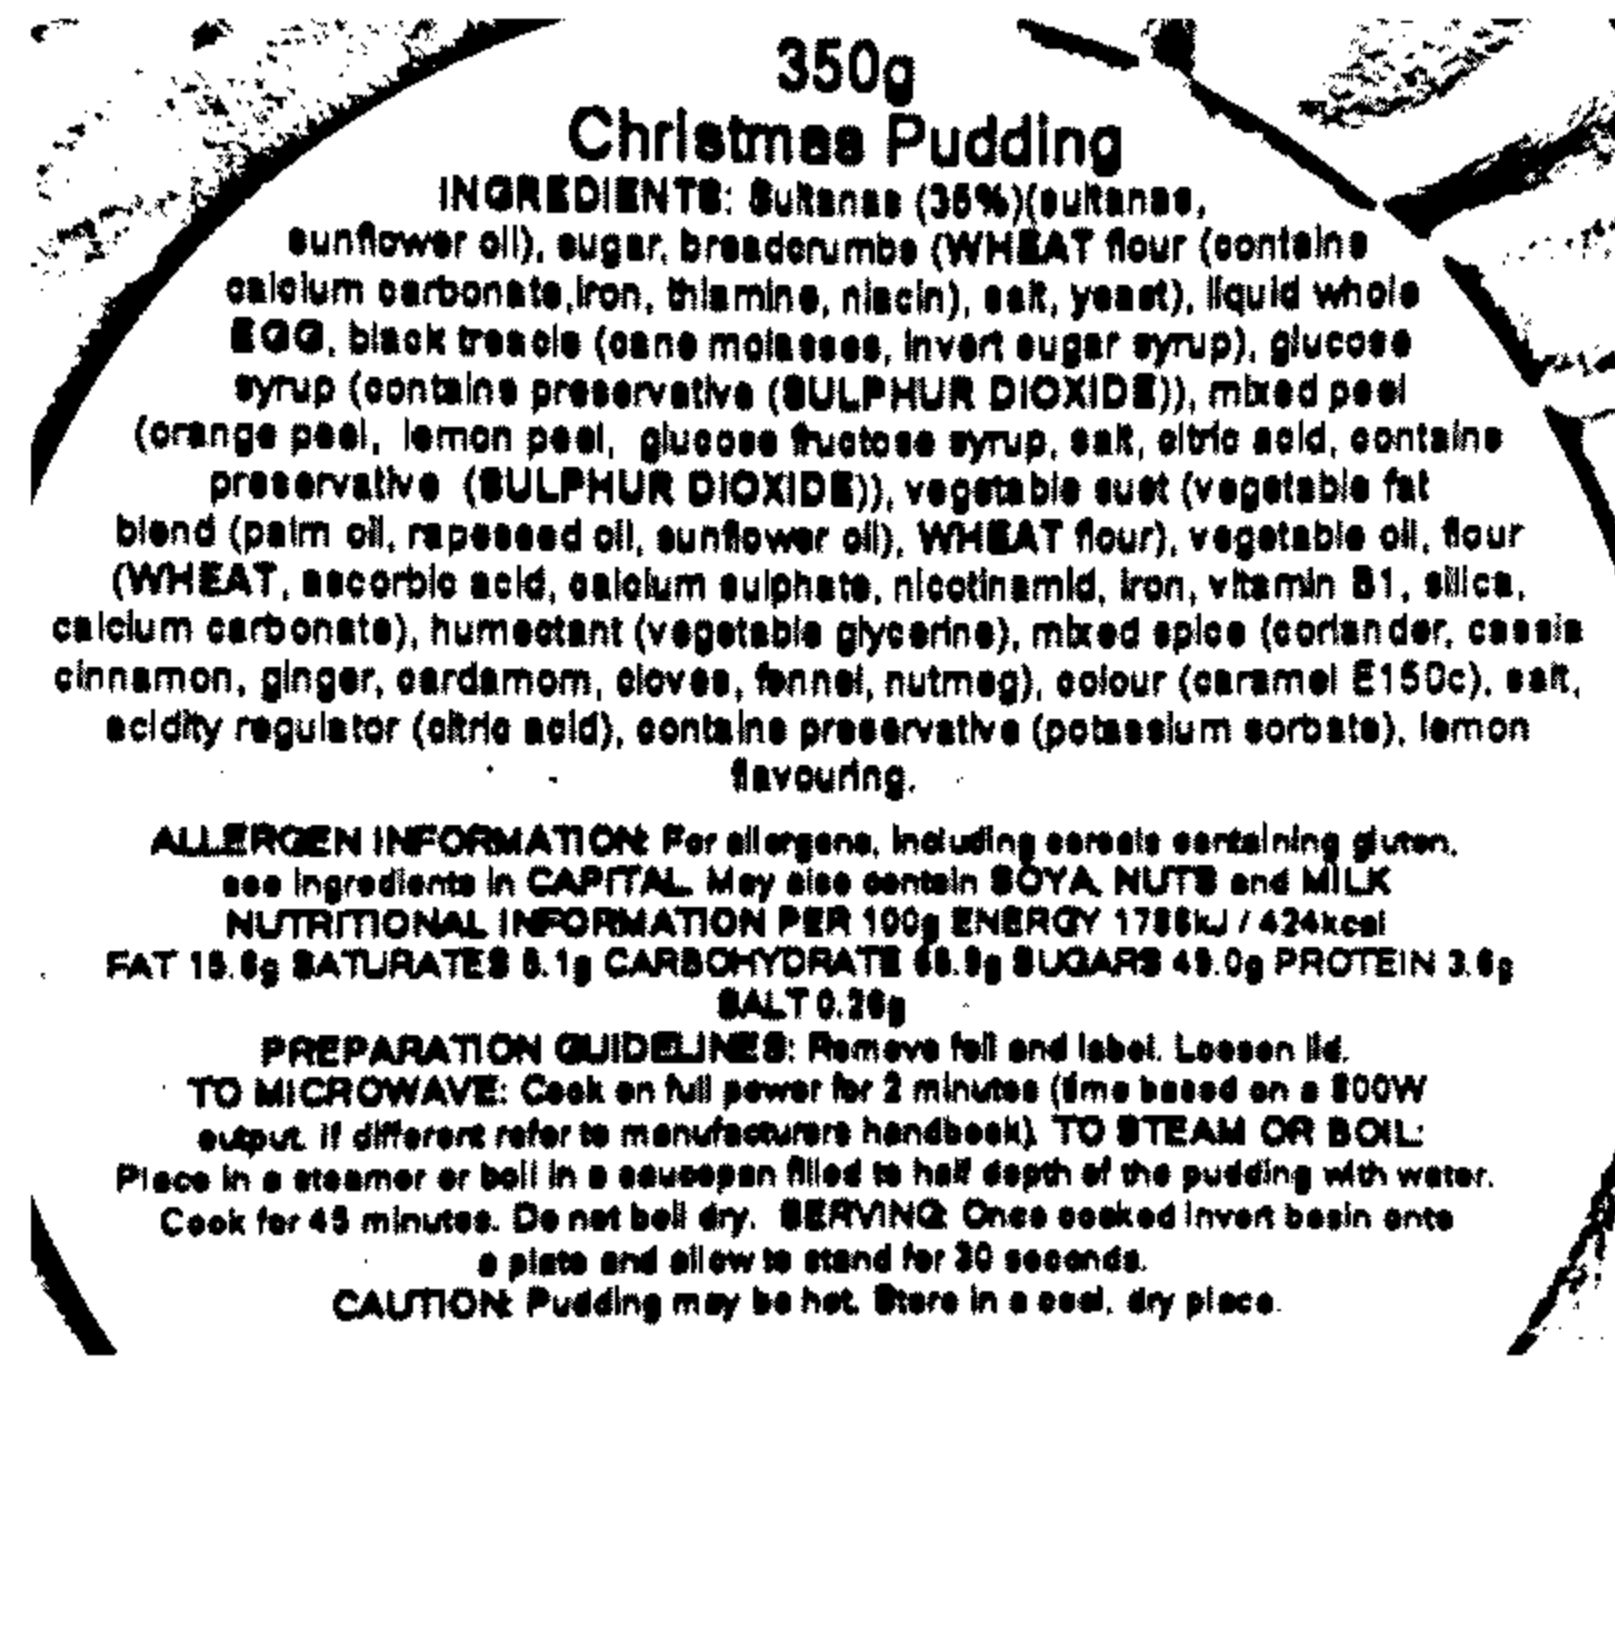 350g
Christmas Pudding
INGREDIENTS: Sultanas (%)(sultanas,
sunflower oil), sugar, breadcrumbs (WHEAT flour (contains
calcium carbonate,iron, thiamine, niacin), salt, yeast), liquid whole
EGG, black treacle (cane molasses, invert sugar syrup), glucose
syrup (contains preservative (SULPHUR DIOXIDE)), mixed peel
(orange peel, lemon peel, glucose fructose syrup, salt, citric acid, contains
preservative (SULPHUR DIOXIDE)), vegetable suet (vegetable fat
blend (palm oil, rapeseed oil, sunflower oil), WHEAT flour), vegetable oil, flour
(WHEAT, ascorbic acid, calcium sulphate, nicotinamid, iron, vitamin B1, silica,
calcium carbonate), humectant (vegetable glycerine), mixed spice (coriander, cassia
cinnamon, ginger, cardamom, cloves, fennel, nutmeg), colour (caramel E150c), salt,
acidity regulator (citric acid), contains preservative (potassium sorbate), lemon
flavouring.
ALLERGEN INFORMATION: For allergens, including cereals containing gluten,
see ingredients in CAPITAL. May also contain SOYA, NUTS and MILK
NUTRITIONAL INFORMATION PER 100g ENERGY kJ / 424kcal
FAT SATURATES CARBOHYDRATE SUGARS PROTEIN
SALT
PREPARATION GUIDELINES: Remove foil and label. Loosen lid.
TO MICROWAVE: Cook on full power for 2 minutes (time based on a 800W
output. If different refer to manufacturers handbook). TO STEAM OR BOIL:
Place in a steamer or boil in a saucepan filled to half depth of the pudding with water.
Cook for 45 minutes. Do not boil dry. SERVING: Once cooked invert basin onto
a plate and allow to stand for 30 seconds.
CAUTION: Pudding may be hot. Store in a cool, dry place.